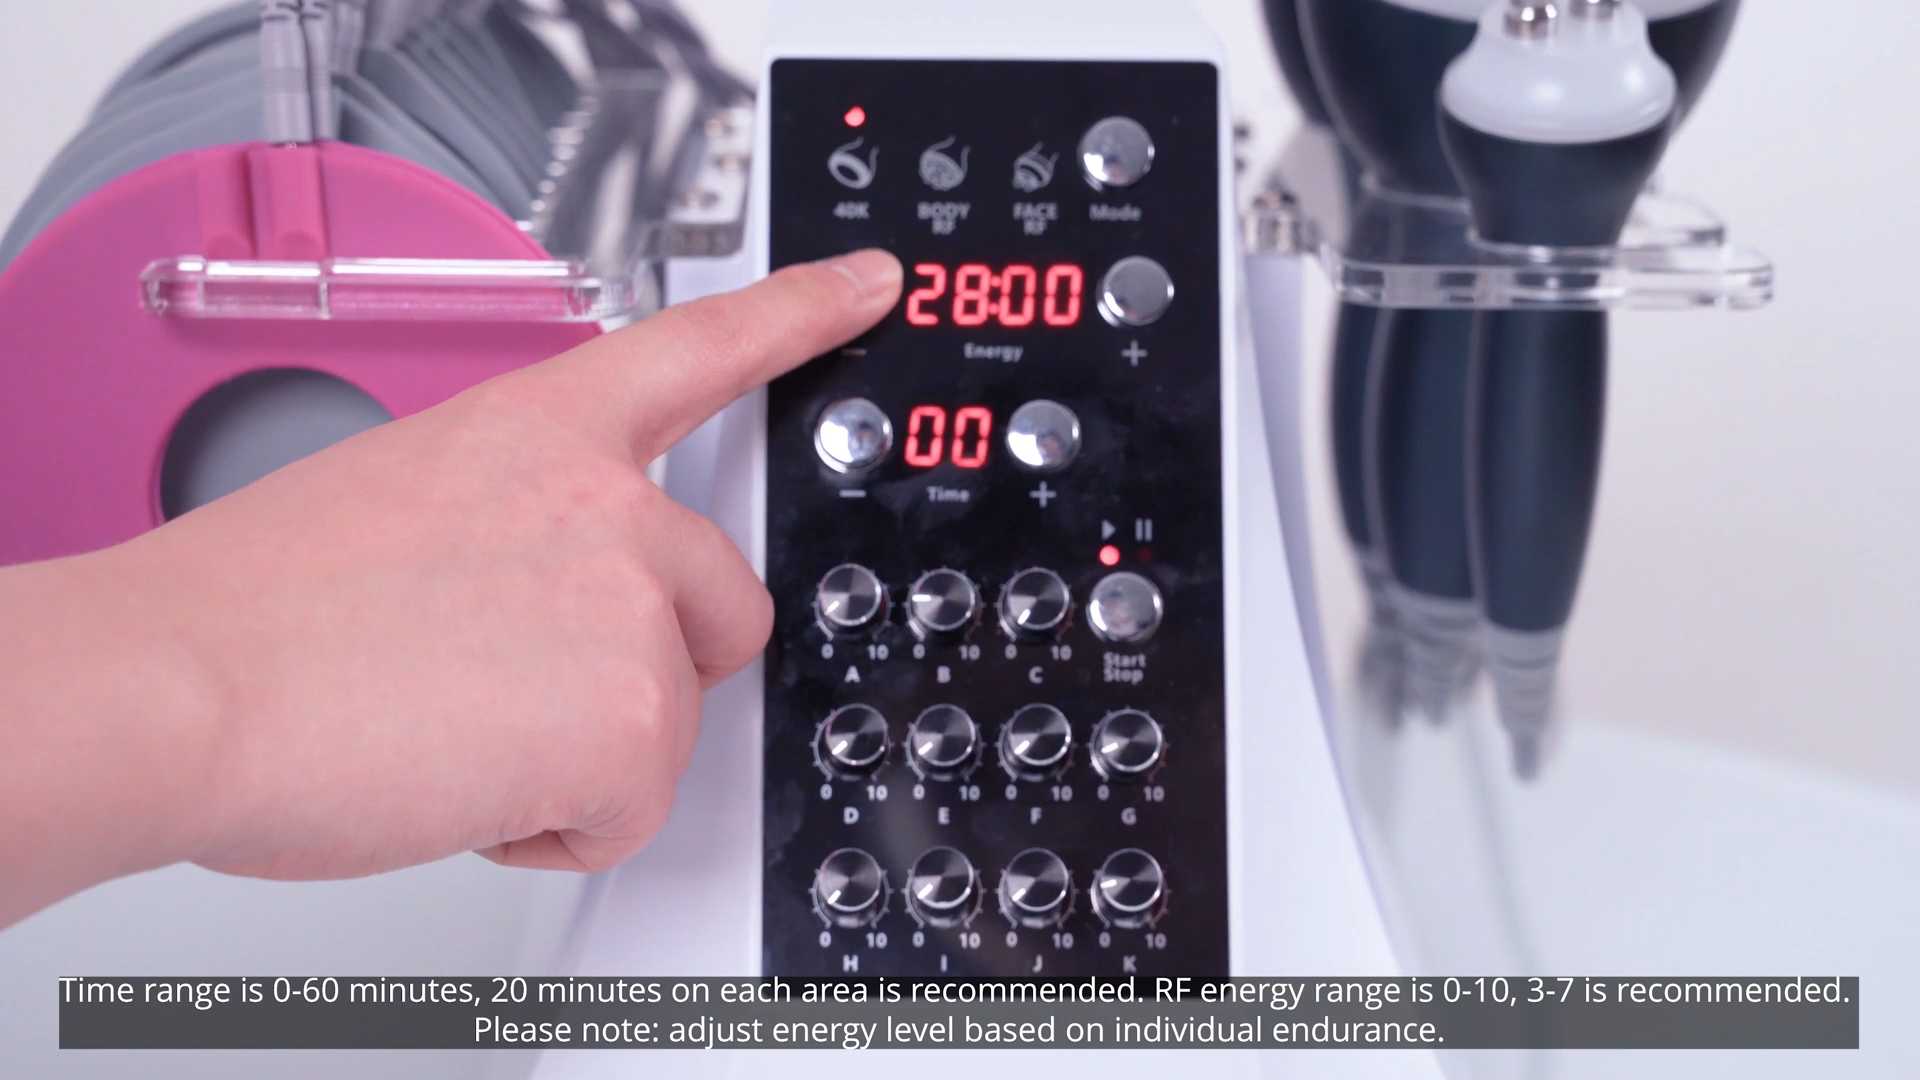 40K BODY RF FACE RF Mode
28:00
− Energy +
00
− Time +
0 10 0 10 0 10 Start Stop
A B C
0 10 0 10 0 10 0 10
D E F G
0 10 0 10 0 10 0 10
H I J K
Time range is 0-60 minutes, 20 minutes on each area is recommended. RF energy range is 0-10, 3-7 is recommended.
Please note: adjust energy level based on individual endurance.